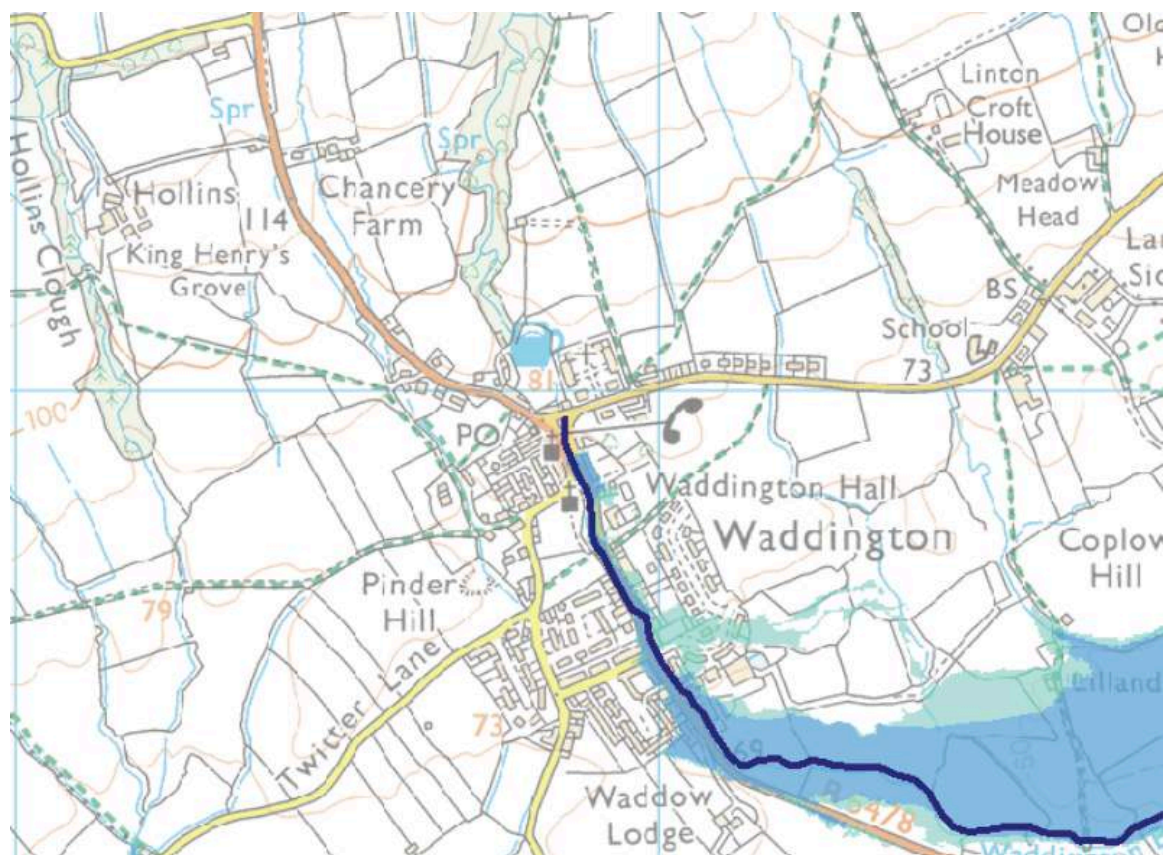 Spr
Spr
Linton
Croft
House
Meadow
Head
Hollins Clough
Hollins
114
King Henry's
Grove
Chancery
Farm
BS
School
73
81
100
PO
Waddington Hall
Waddington
Coplow
Hill
Pinder
Hill
79
Twitter Lane
73
Waddow
Lodge
69
50